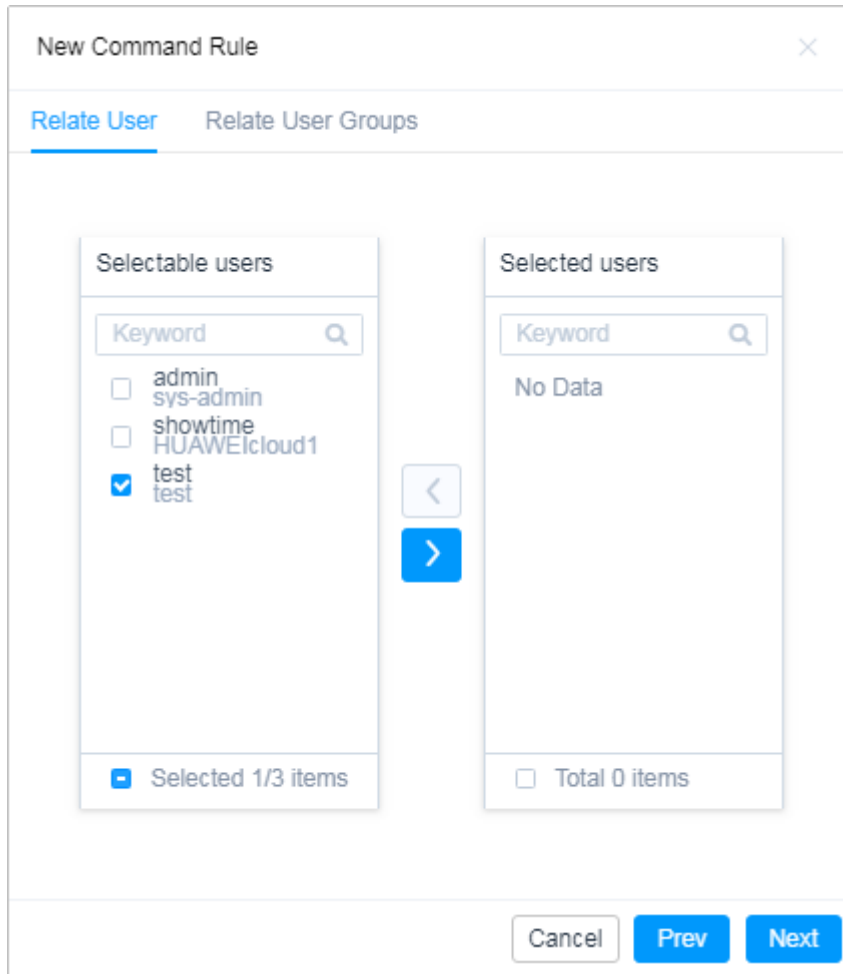 New Command Rule
Relate User Relate User Groups
Selectable users
Keyword
admin
sys-admin
showtime
HUAWEIcloud1
test
test
Selected 1/3 items
Selected users
Keyword
No Data
Total 0 items
Cancel Prev Next